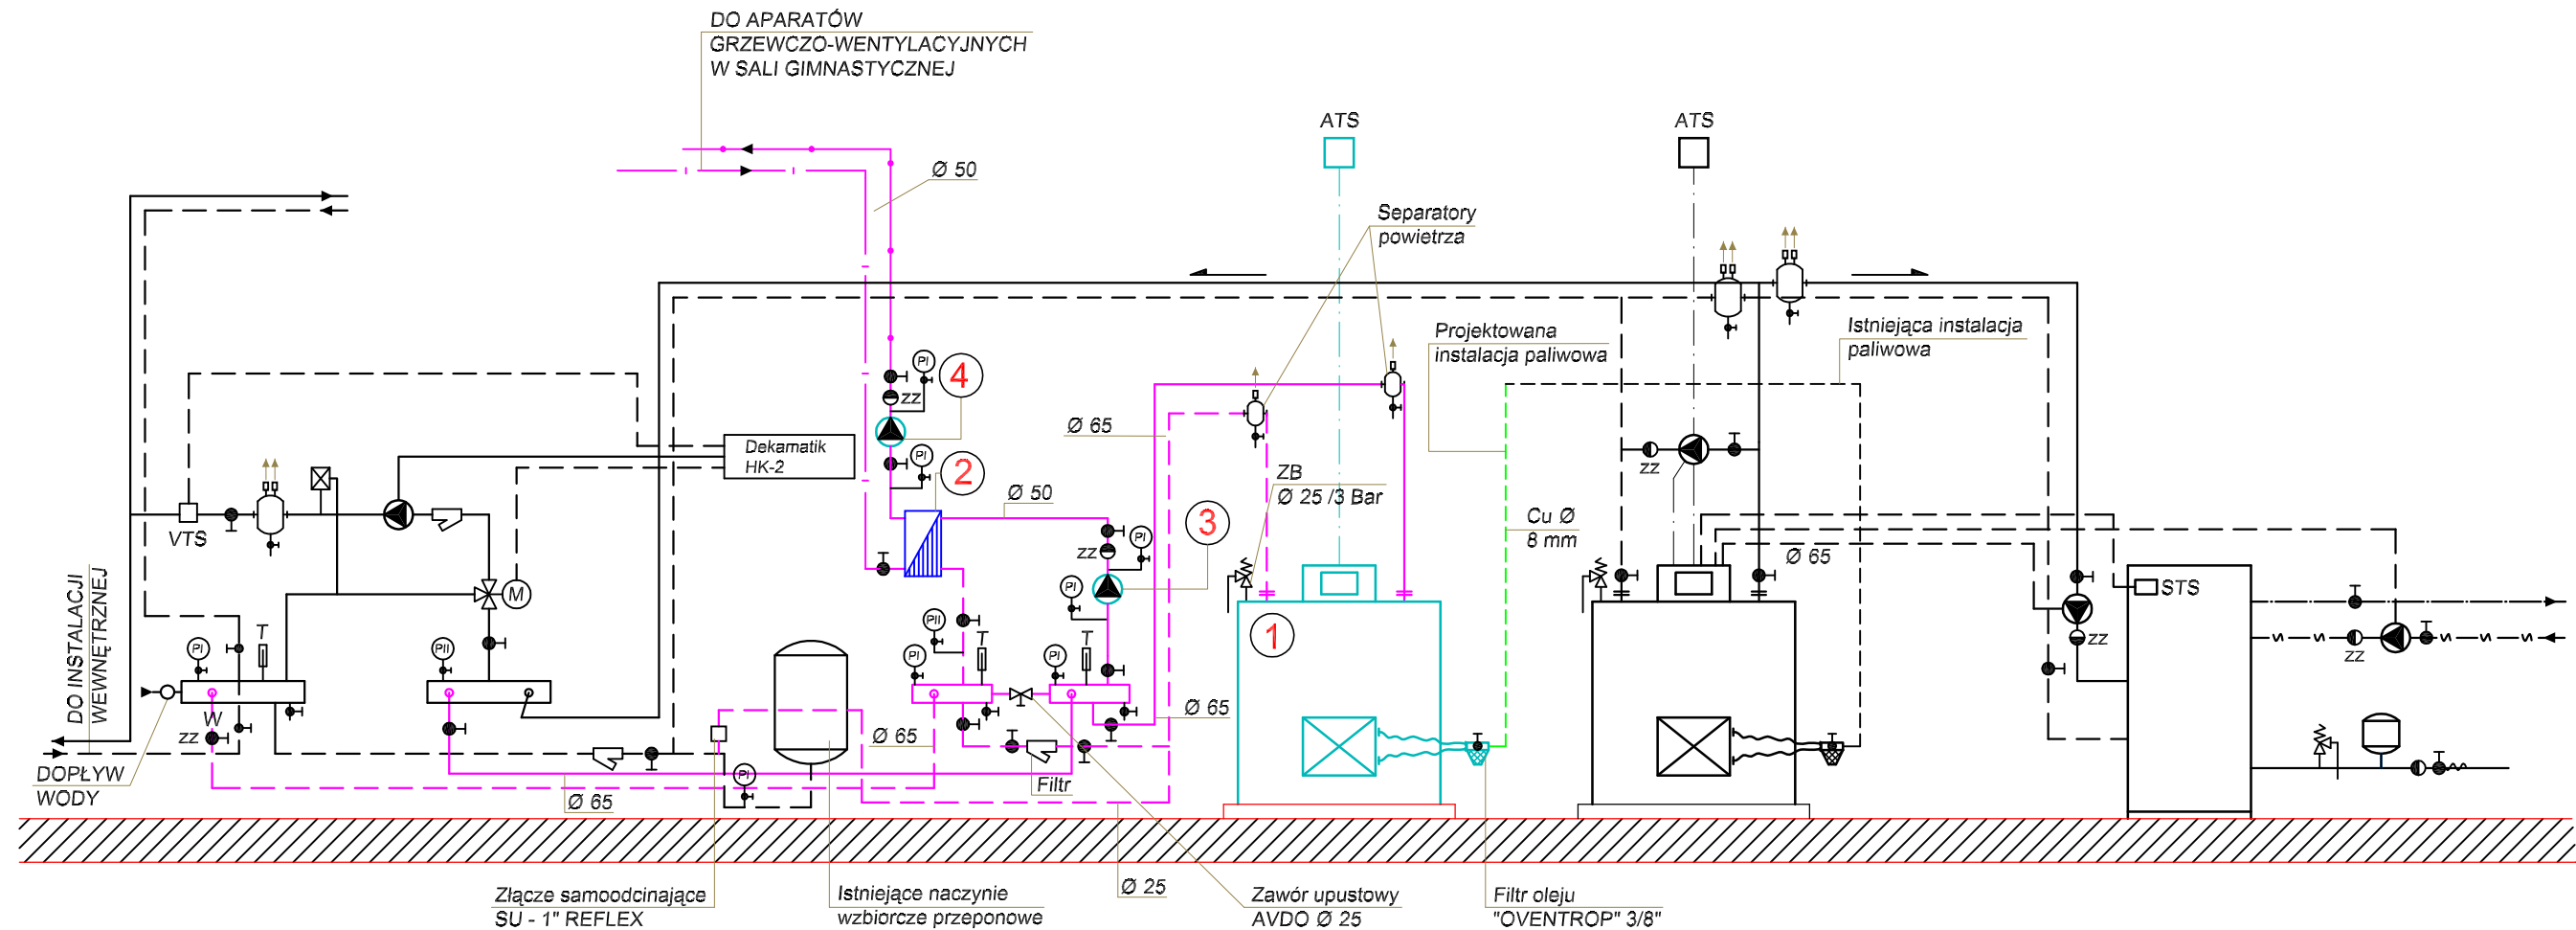 DO APARATÓW
GRZEWCZO-WENTYLACYJNYCH
W SALI GIMNASTYCZNEJ
ATS
ATS
Ø 50
Separatory
powietrza
Projektowana
instalacja paliwowa
Istniejąca instalacja
paliwowa
PI
4
ZZ
Ø 65
Dekamatik
HK-2
PI
2
ZZ
ZB
Ø 25 /3 Bar
Ø 50
3
Cu Ø
8 mm
VTS
PI
ZZ
Ø 65
DO INSTALACJI
WEWNĘTRZNEJ
M
PI
STS
PII
1
T
PI
PII
PI
T
PI
T
ZZ
ZZ
W
ZZ
Ø 65
Ø 65
DOPŁYW
WODY
PI
Filtr
Ø 65
Złącze samoodcinające
SU - 1" REFLEX
Istniejące naczynie
wzbiorcze przeponowe
Ø 25
Zawór upustowy
AVDO Ø 25
Filtr oleju
"OVENTROP" 3/8"